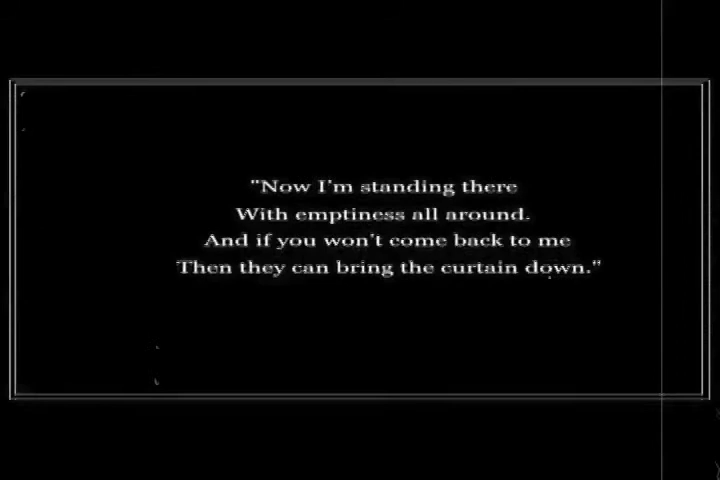 "Now I'm standing there
With emptiness all around.
And if you won't come back to me
Then they can bring the curtain down."